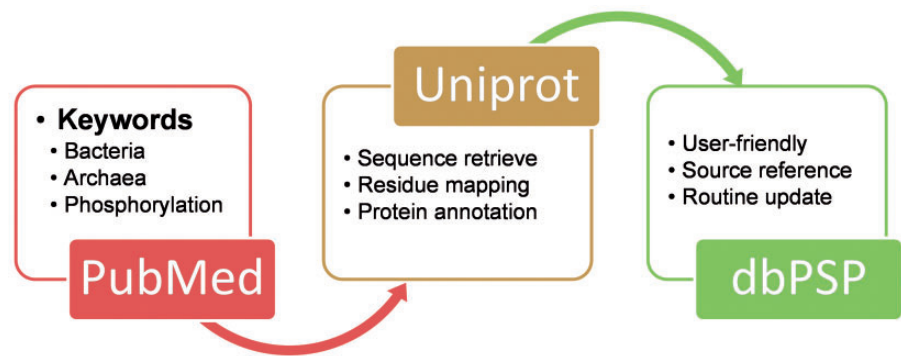 • Keywords
• Bacteria
• Archaea
• Phosphorylation
PubMed
Uniprot
• Sequence retrieve
• Residue mapping
• Protein annotation
• User-friendly
• Source reference
• Routine update
dbPSP